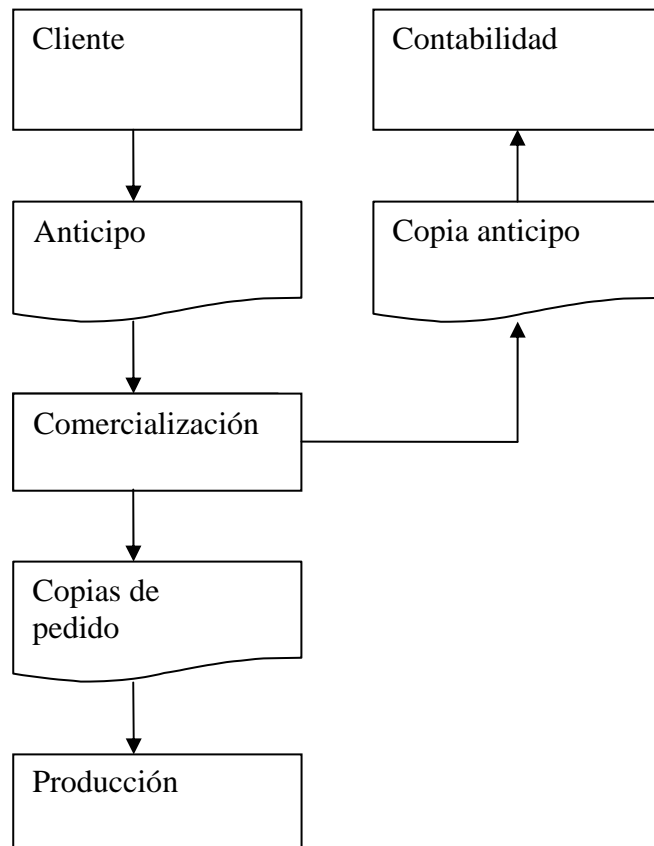 Cliente
Contabilidad
Anticipo
Copia anticipo
Comercialización
Copias de
pedido
Producción